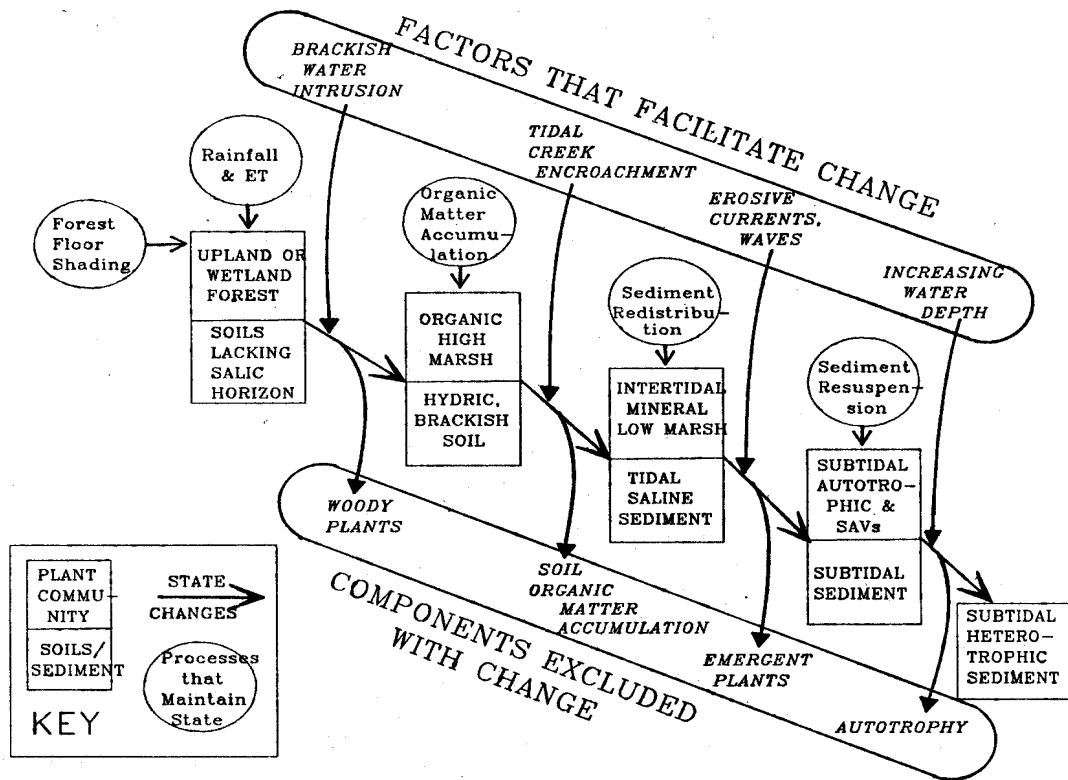 FACTORS THAT FACILITATE CHANGE
BRACKISH
WATER
INTRUSION
TIDAL
CREEK
ENCROACHMENT
EROSIVE
CURRENTS,
WAVES
INCREASING
WATER
DEPTH
Rainfall
& ET
Forest
Floor
Shading
Organic
Matter
Accumu-
lation
Sediment
Redistribu-
tion
Sediment
Resuspen-
sion
UPLAND OR
WETLAND
FOREST
SOILS
LACKING
SALIC
HORIZON
ORGANIC
HIGH
MARSH
HYDRIC,
BRACKISH
SOIL
INTERTIDAL
MINERAL
LOW MARSH
TIDAL
SALINE
SEDIMENT
SUBTIDAL
AUTOTRO-
PHIC &
SAVs
SUBTIDAL
SEDIMENT
SUBTIDAL
HETERO-
TROPHIC
SEDIMENT
WOODY
PLANTS
SOIL
ORGANIC
MATTER
ACCUMULATION
EMERGENT
PLANTS
AUTOTROPHY
COMPONENTS EXCLUDED
WITH CHANGE
PLANT
COMMU-
NITY
SOILS/
SEDIMENT
STATE
CHANGES
Processes
that
Maintain
State
KEY